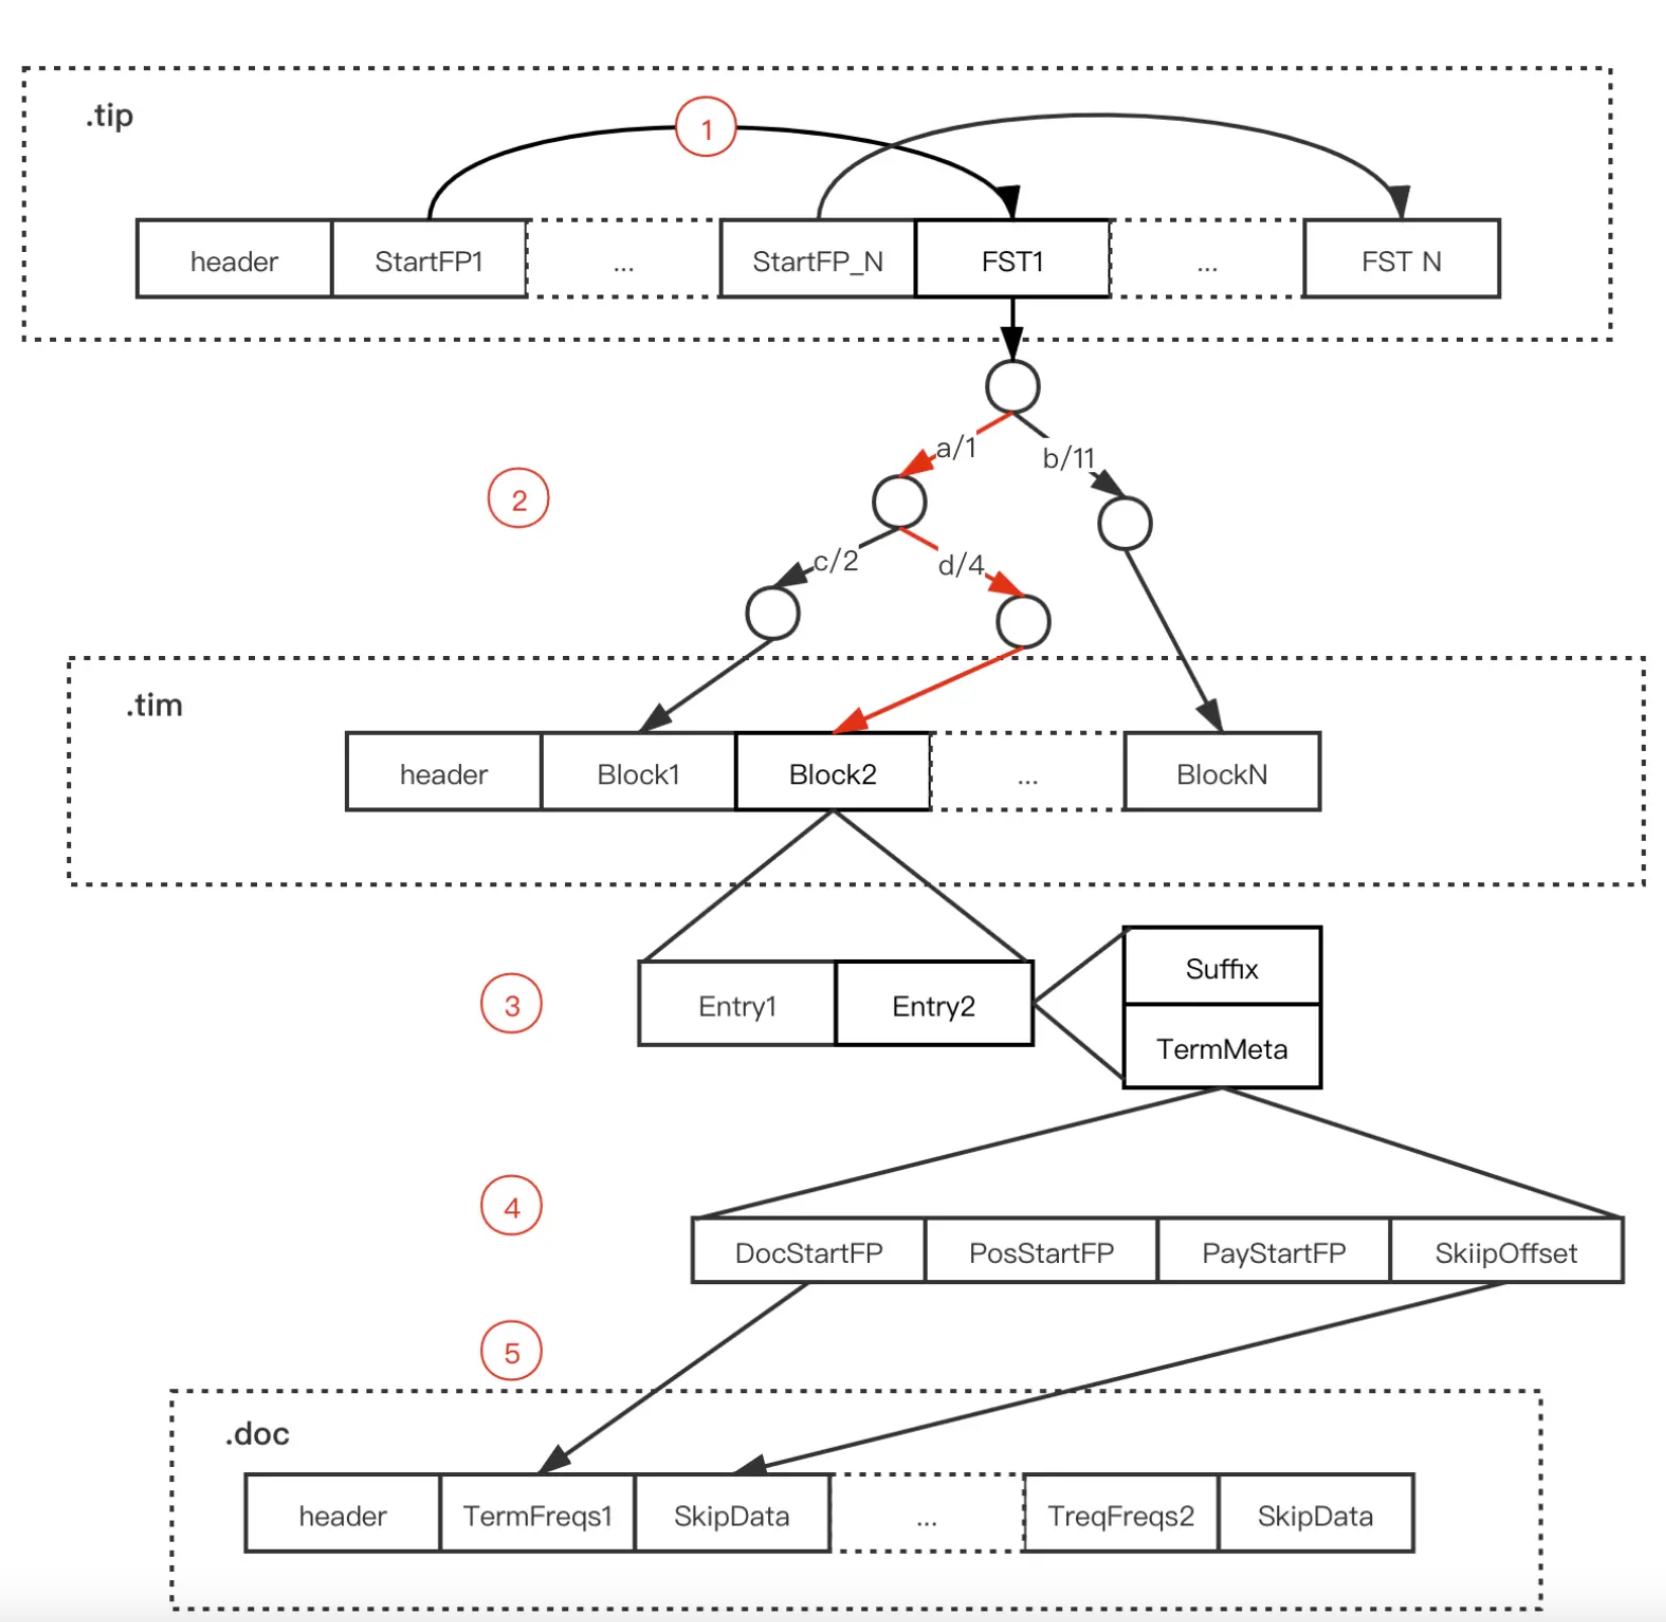 .tip
1
header StartFP1 ... StartFP_N FST1 ... FST N
a/1 b/11
2
c/2 d/4
.tim
header Block1 Block2 ... BlockN
Suffix
3 Entry1 Entry2
TermMeta
4
DocStartFP PosStartFP PayStartFP SkiipOffset
5
.doc
header TermFreqs1 SkipData ... TreqFreqs2 SkipData